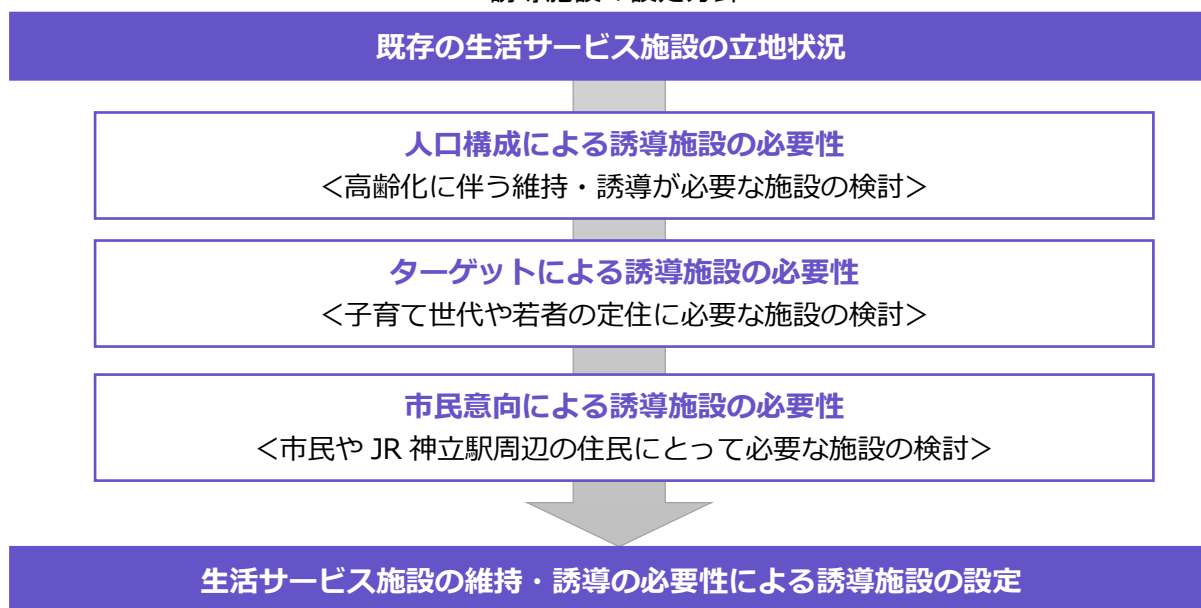 既存の生活サービス施設の立地状況
人口構成による誘導施設の必要性
＜高齢化に伴う維持・誘導が必要な施設の検討＞
ターゲットによる誘導施設の必要性
＜子育て世代や若者の定住に必要な施設の検討＞
市民意向による誘導施設の必要性
＜市民や JR 神立駅周辺の住民にとって必要な施設の検討＞
生活サービス施設の維持・誘導の必要性による誘導施設の設定